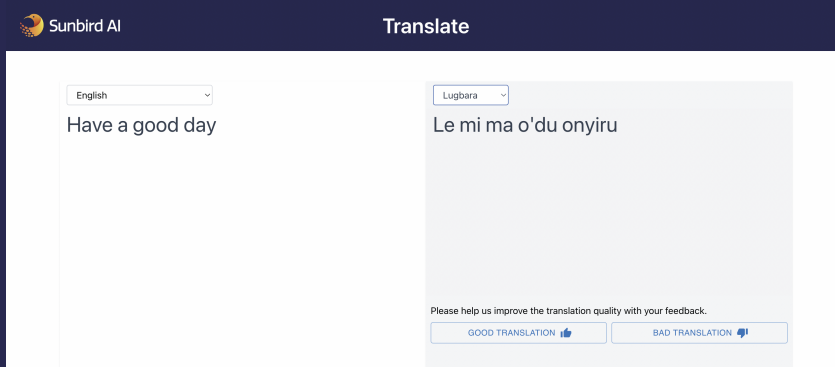 Sunbird AI
Translate
English
Have a good day
Lugbara
Le mi ma o'du onyiru
Please help us improve the translation quality with your feedback.
GOOD TRANSLATION
BAD TRANSLATION